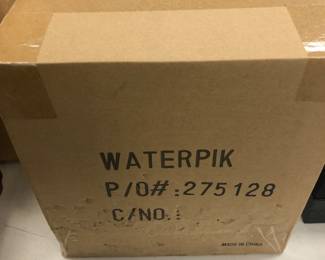 WATERPIK
P/O#:275128
C/NO.:
MADE IN CHINA